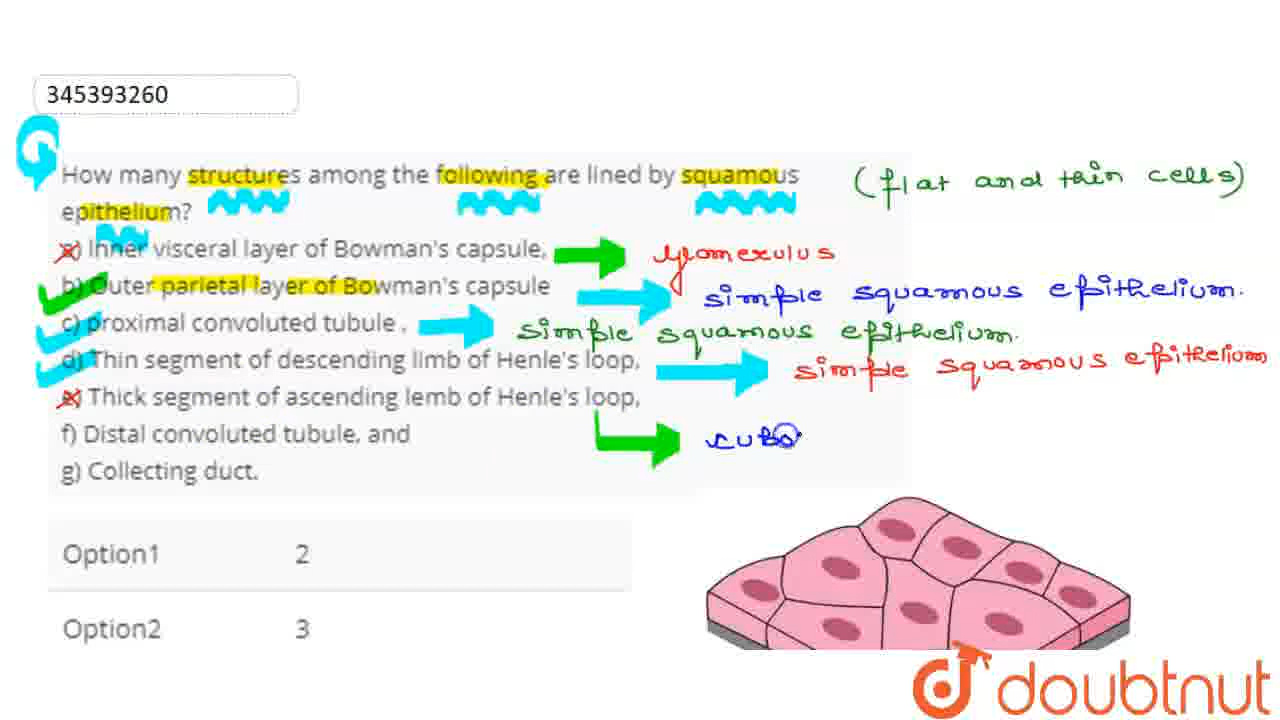 345393260
How many structures among the following are lined by squamous (flat and thin cells)
epithelium?
a) Inner visceral layer of Bowman's capsule, glomerulus
b) Outer parietal layer of Bowman's capsule simple squamous epithelium.
c) proximal convoluted tubule , simple squamous epithelium.
d) Thin segment of descending limb of Henle's loop, simple squamous epithelium
e) Thick segment of ascending lemb of Henle's loop,
f) Distal convoluted tubule, and cubo
g) Collecting duct.
Option1 2
Option2 3
doubtnut